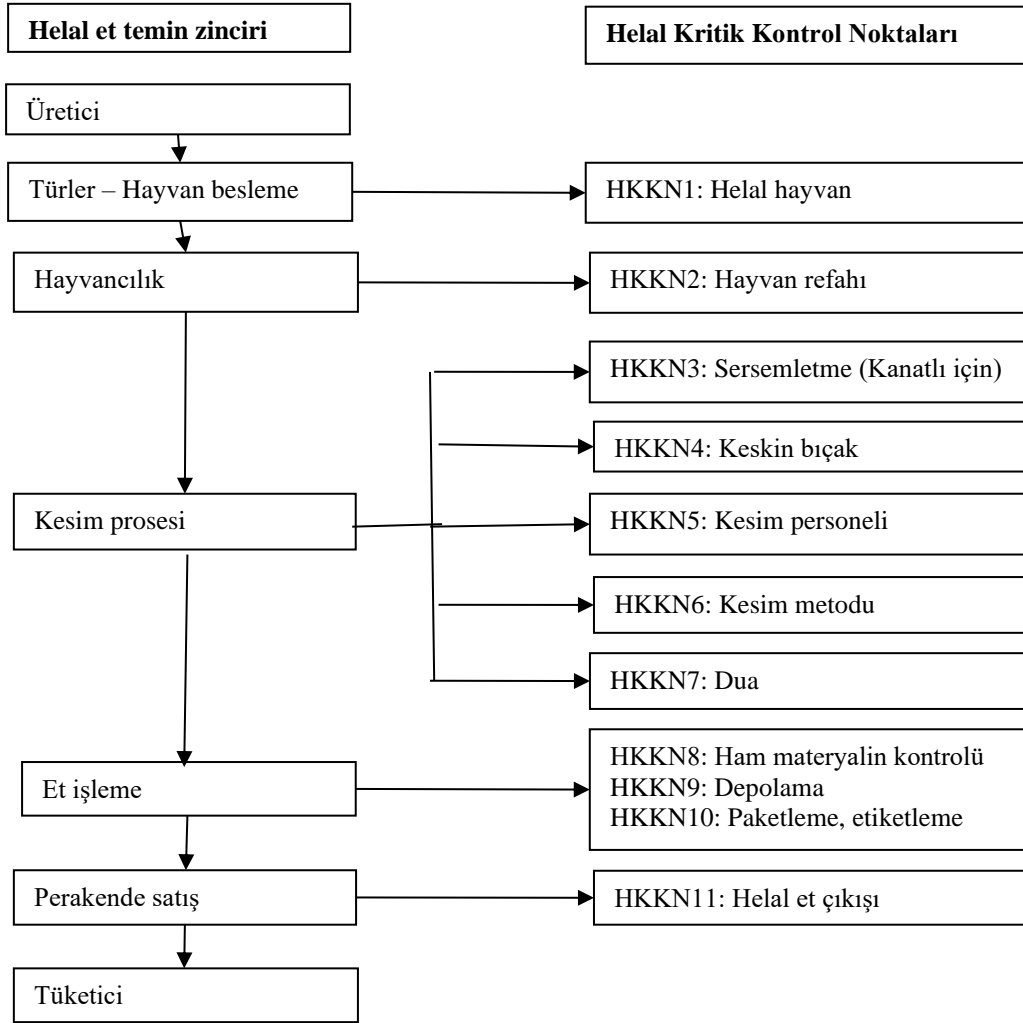 Helal et temin zinciri
Helal Kritik Kontrol Noktaları
Üretici
Türler – Hayvan besleme
HKKN1: Helal hayvan
Hayvancılık
HKKN2: Hayvan refahı
HKKN3: Sersemletme (Kanatlı için)
HKKN4: Keskin bıçak
Kesim prosesi
HKKN5: Kesim personeli
HKKN6: Kesim metodu
HKKN7: Dua
Et işleme
HKKN8: Ham materyalin kontrolü
HKKN9: Depolama
HKKN10: Paketleme, etiketleme
Perakende satış
HKKN11: Helal et çıkışı
Tüketici